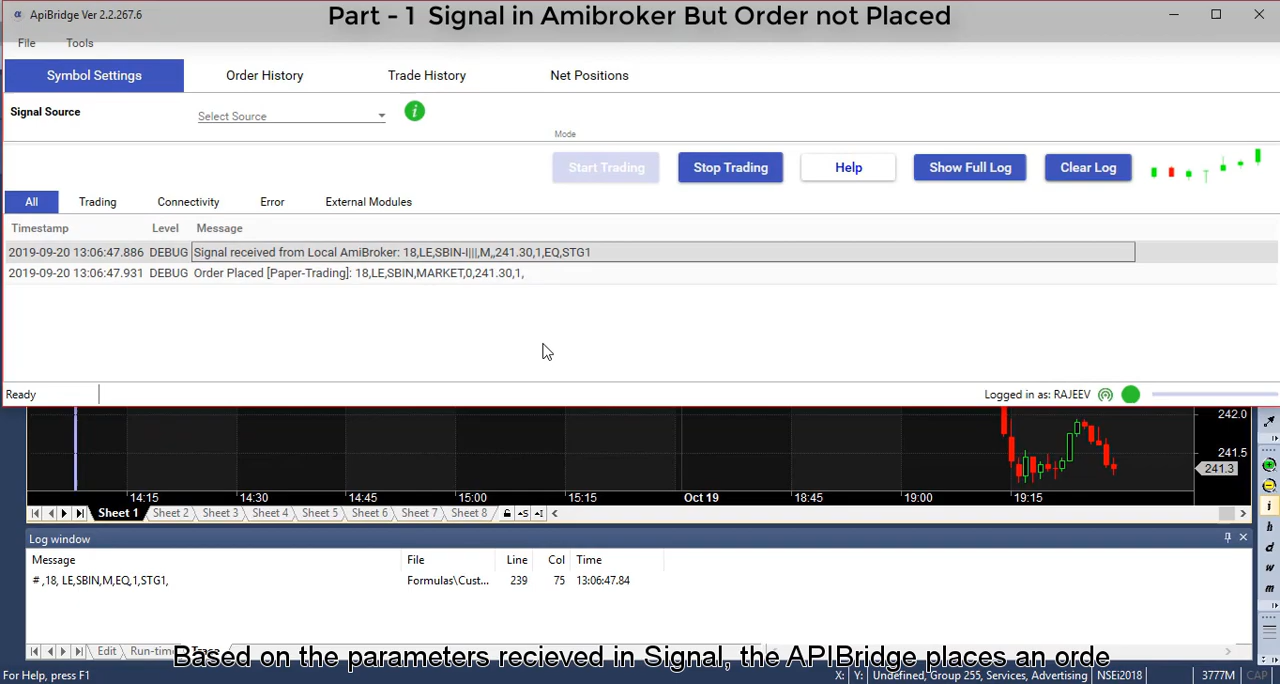 ApiBridge Ver 2.2.267.6
Part - 1 Signal in Amibroker But Order not Placed
File Tools
Symbol Settings Order History Trade History Net Positions
Signal Source Select Source i
Mode
Start Trading Stop Trading Help Show Full Log Clear Log
All Trading Connectivity Error External Modules
Timestamp Level Message
2019-09-20 13:06:47.886 DEBUG Signal received from Local AmiBroker: 18,LE,SBIN-I|||,M,,241.30,1,EQ,STG1
2019-09-20 13:06:47.931 DEBUG Order Placed [Paper-Trading]: 18,LE,SBIN,MARKET,0,241.30,1,
Ready Logged in as: RAJEEV
242.0
241.5
241.3
14:15 14:30 14:45 15:00 15:15 Oct 19 18:45 19:00 19:15
Sheet 1 Sheet 2 Sheet 3 Sheet 4 Sheet 5 Sheet 6 Sheet 7 Sheet 8
i
h
d
w
m
Log window
Message File Line Col Time
# ,18, LE,SBIN,M,EQ,1,STG1, Formulas\Cust... 239 75 13:06:47.84
Edit Run-time
Based on the parameters recieved in Signal, the APIBridge places an orde
For Help, press F1 X: Y: Undefined, Group 255, Services, Advertising NSEi2018 3777M CAP